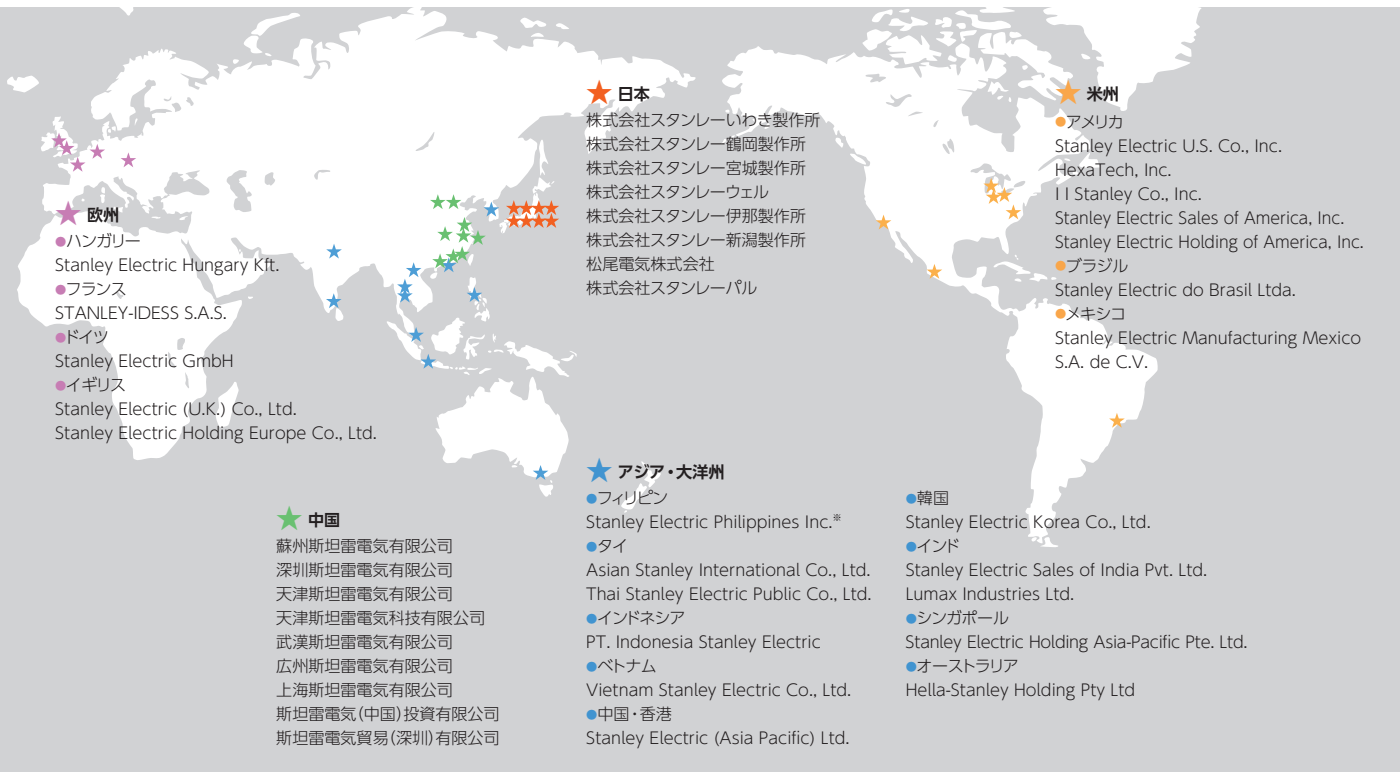 ★ 欧州
●ハンガリー
Stanley Electric Hungary Kft.
●フランス
STANLEY-IDESS S.A.S.
●ドイツ
Stanley Electric GmbH
●イギリス
Stanley Electric (U.K.) Co., Ltd.
Stanley Electric Holding Europe Co., Ltd.
★ 中国
蘇州斯坦雷電気有限公司
深圳斯坦雷電気有限公司
天津斯坦雷電気有限公司
天津斯坦雷電気科技有限公司
武漢斯坦雷電気有限公司
広州斯坦雷電気有限公司
上海斯坦雷電気有限公司
斯坦雷電気(中国)投資有限公司
斯坦雷電気貿易(深圳)有限公司
★ 日本
株式会社スタンレーいわき製作所
株式会社スタンレー鶴岡製作所
株式会社スタンレー宮城製作所
株式会社スタンレーウェル
株式会社スタンレー伊那製作所
株式会社スタンレー新潟製作所
松尾電気株式会社
株式会社スタンレーパル
★ アジア・大洋州
●フィリピン
Stanley Electric Philippines Inc.※
●タイ
Asian Stanley International Co., Ltd.
Thai Stanley Electric Public Co., Ltd.
●インドネシア
PT. Indonesia Stanley Electric
●ベトナム
Vietnam Stanley Electric Co., Ltd.
●中国・香港
Stanley Electric (Asia Pacific) Ltd.
●韓国
Stanley Electric Korea Co., Ltd.
●インド
Stanley Electric Sales of India Pvt. Ltd.
Lumax Industries Ltd.
●シンガポール
Stanley Electric Holding Asia-Pacific Pte. Ltd.
●オーストラリア
Hella-Stanley Holding Pty Ltd
★ 米州
●アメリカ
Stanley Electric U.S. Co., Inc.
HexaTech, Inc.
I I Stanley Co., Inc.
Stanley Electric Sales of America, Inc.
Stanley Electric Holding of America, Inc.
●ブラジル
Stanley Electric do Brasil Ltda.
●メキシコ
Stanley Electric Manufacturing Mexico
S.A. de C.V.